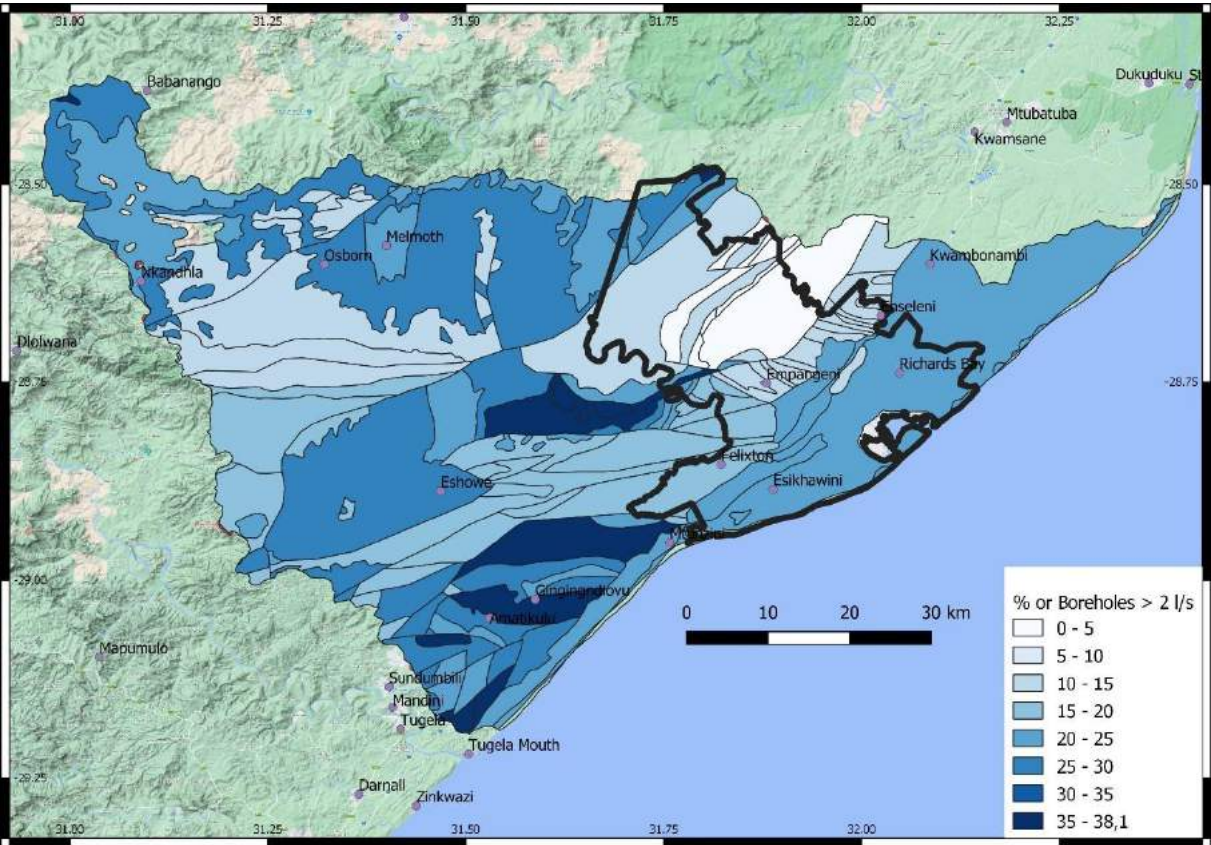 31.00 31.25 31.50 31.75 32.00 32.25
Babanango
Dukuduku St
Mtubatuba
Kwamsane
-28.50 -28.50
Melmoth
Osborn
Kwambonambi
Nkandhla
Enseleni
Dlolwana
Richards Bay
Empangeni
-28.75 -28.75
Felixton
Eshowe
Esikhawini
-29.00
Gingingndlovu
Amatikulu
0 10 20 30 km
Mapumulo
Sundumbili
Mandini
Tugela
Tugela Mouth
-29.25
Darnall
Zinkwazi
31.00 31.25 31.50 31.75 32.00
% or Boreholes > 2 l/s
0 - 5
5 - 10
10 - 15
15 - 20
20 - 25
25 - 30
30 - 35
35 - 38,1